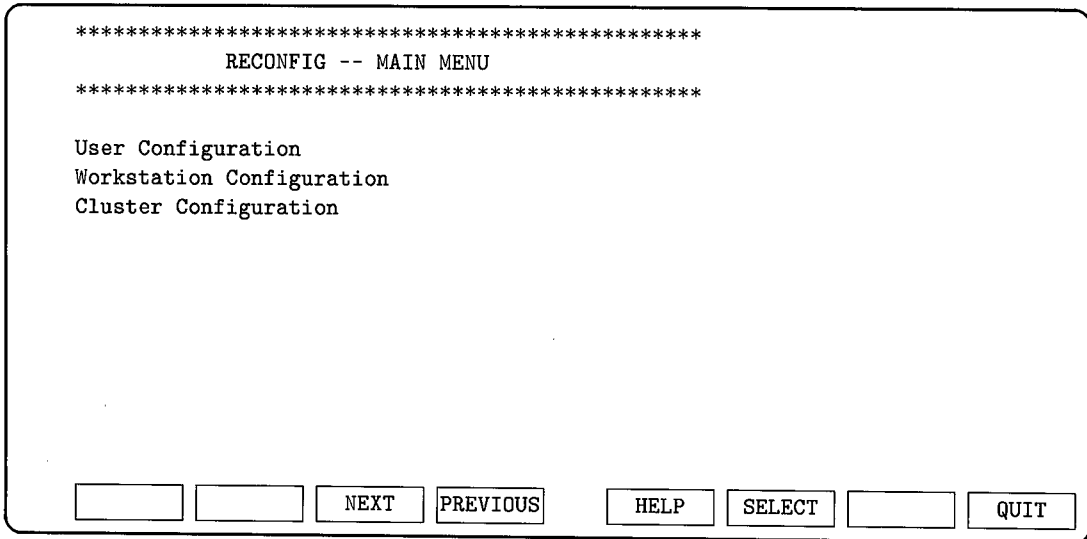 **************************************************
RECONFIG -- MAIN MENU
**************************************************
User Configuration
Workstation Configuration
Cluster Configuration
NEXT PREVIOUS HELP SELECT QUIT